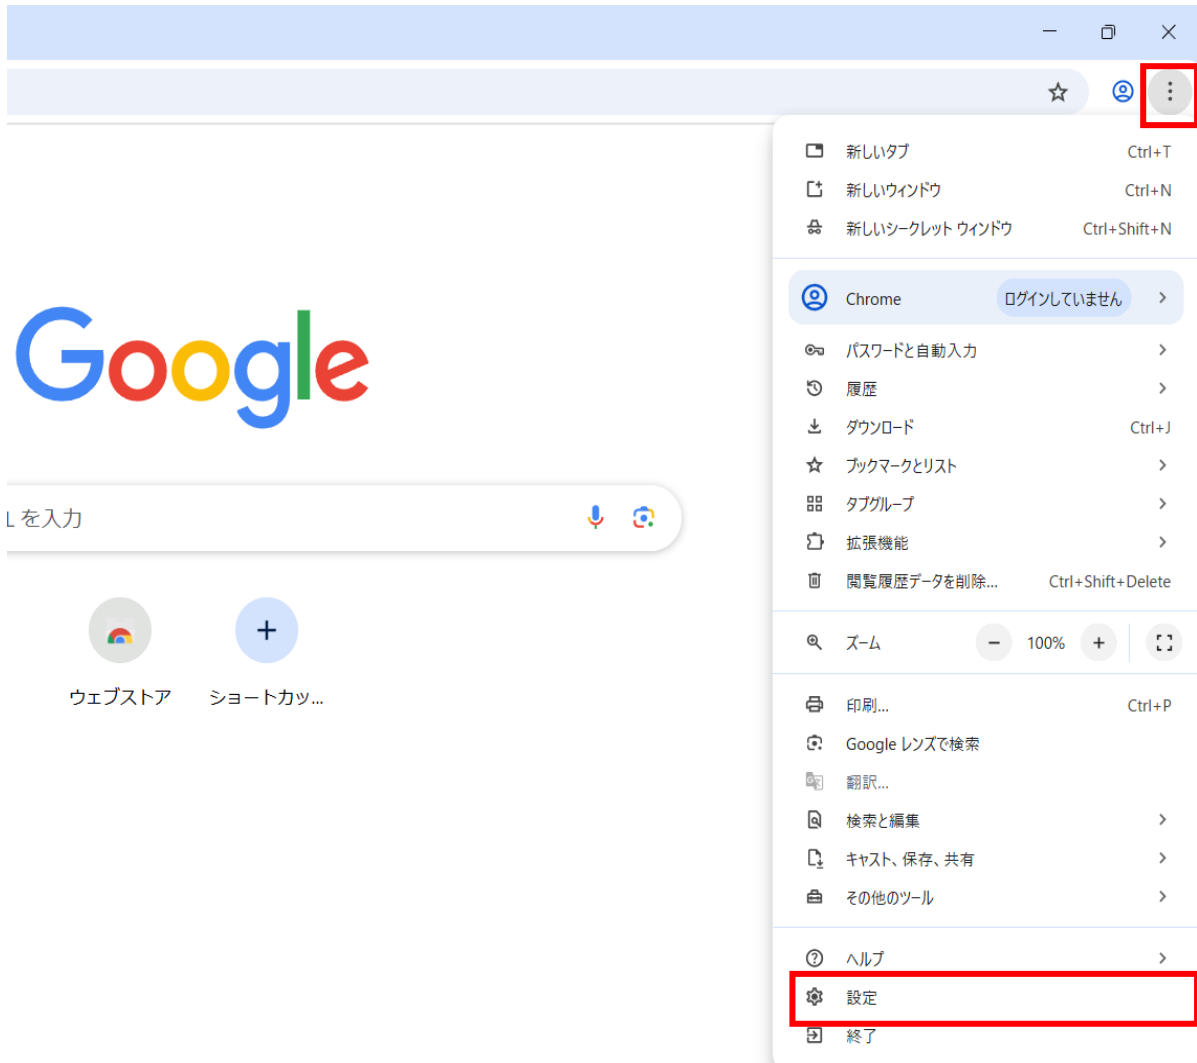 新しいタブ Ctrl+T
新しいウィンドウ Ctrl+N
新しいシークレット ウィンドウ Ctrl+Shift+N
Chrome ログインしていません
パスワードと自動入力
履歴
ダウンロード Ctrl+J
ブックマークとリスト
タブグループ
拡張機能
閲覧履歴データを削除... Ctrl+Shift+Delete
ズーム − 100% +
印刷... Ctrl+P
Google レンズで検索
翻訳...
検索と編集
キャスト、保存、共有
その他のツール
ヘルプ
設定
終了
Google
を入力
ウェブストア ショートカッ...